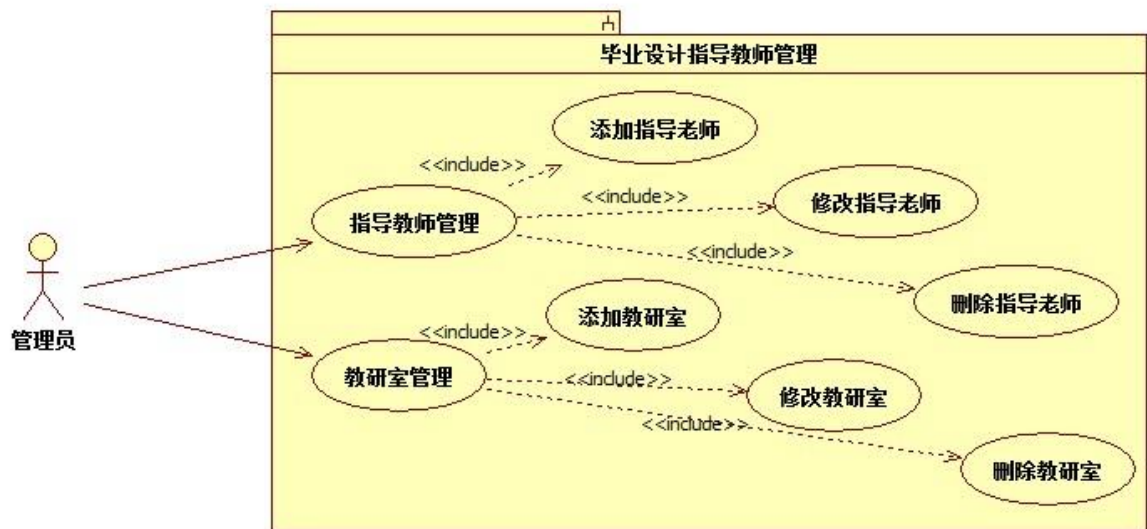 毕业设计指导教师管理
添加指导老师
<<include>>
<<include>>
修改指导老师
指导教师管理
<<include>>
删除指导老师
管理员
添加教研室
<<include>>
教研室管理
<<include>>
修改教研室
<<include>>
删除教研室